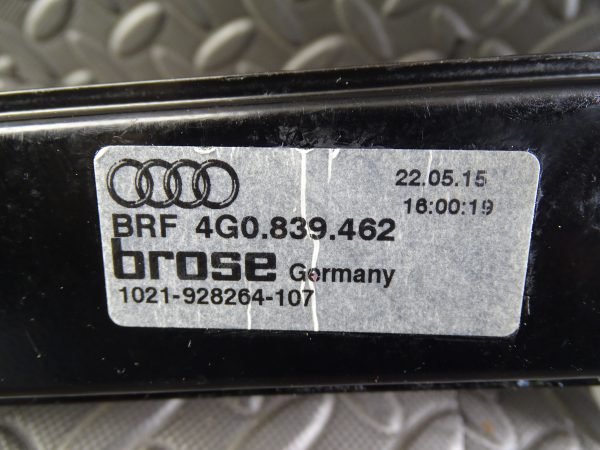 22.05.15
16:00:19
BRF 4G0.839.462
brose Germany
1021-928264-107